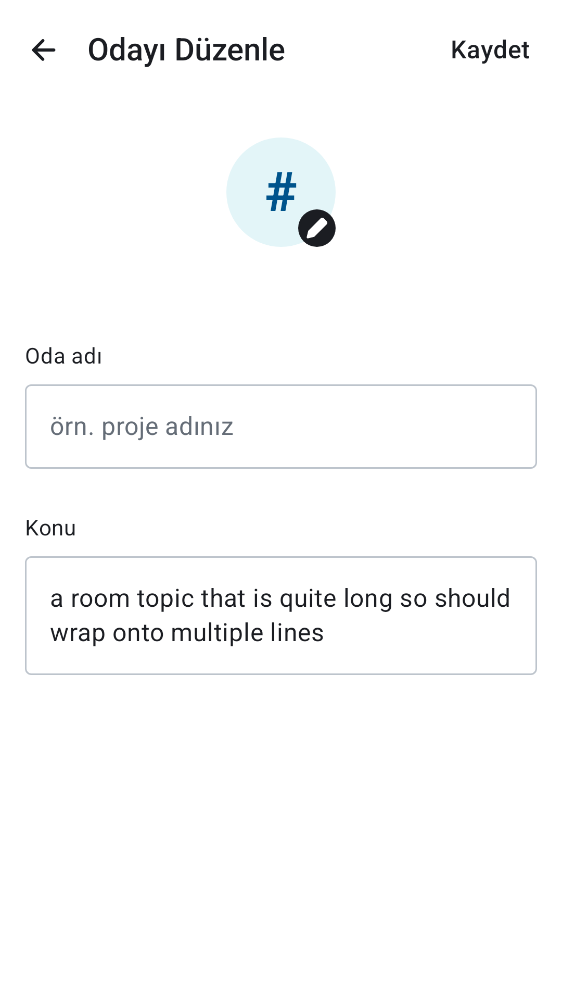 Odayı Düzenle
Kaydet
#
Oda adı
örn. proje adınız
Konu
a room topic that is quite long so should
wrap onto multiple lines